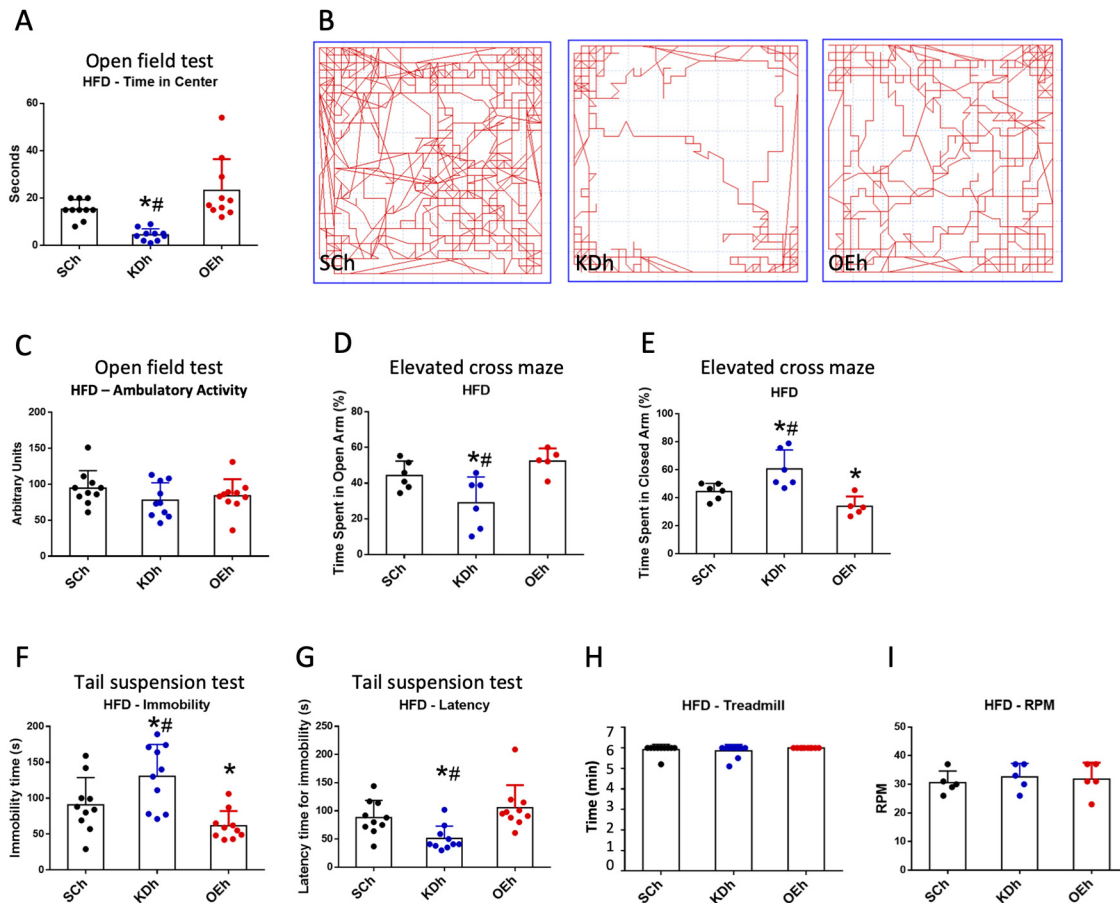 A
Open field test
HFD - Time in Center
Seconds
60
40
20
0
*#
SCh
KDh
OEh
B
SCh
KDh
OEh
C
Open field test
HFD – Ambulatory Activity
Arbitrary Units
200
150
100
50
0
SCh
KDh
OEh
D
Elevated cross maze
HFD
Time Spent in Open Arm (%)
80
60
40
20
0
*#
SCh
KDh
OEh
E
Elevated cross maze
HFD
Time Spent in Closed Arm (%)
100
80
60
40
20
0
*#
*
SCh
KDh
OEh
F
Tail suspension test
HFD - Immobility
Immobility time (s)
200
150
100
50
0
*#
*
SCh
KDh
OEh
G
Tail suspension test
HFD - Latency
Latency time for immobility (s)
250
200
150
100
50
0
*#
SCh
KDh
OEh
H
HFD - Treadmill
Time (min)
7
6
5
4
3
2
1
0
SCh
KDh
OEh
I
HFD - RPM
RPM
50
40
30
20
10
0
SCh
KDh
OEh